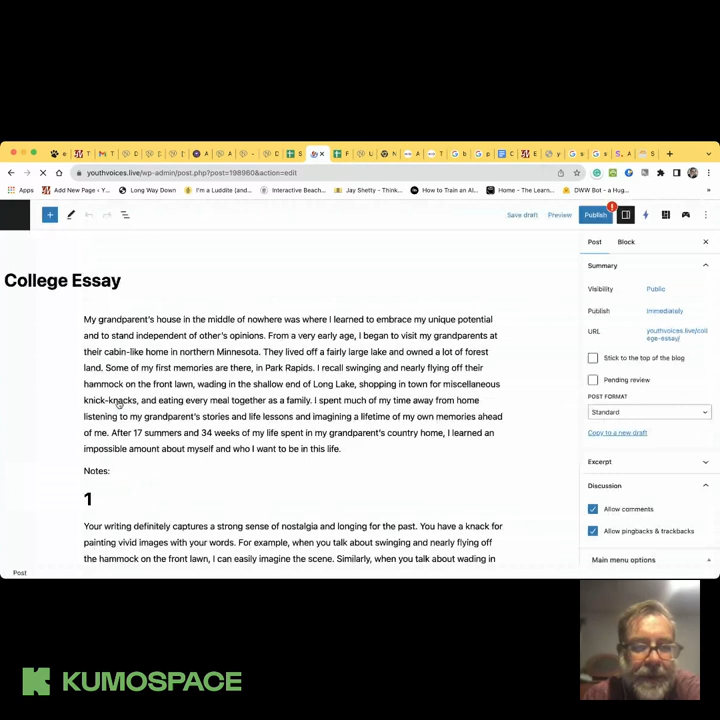 youthvoices.live/wp-admin/post.php?post=198960&action=edit
Apps Add New Page ‹ Y... Long Way Down I'm a Luddite (and... Interactive Beach... Jay Shetty - Think... How to Train an Al... Home - The Learn... DWW Bot - a Hug...
Save draft Preview Publish
Post Block
College Essay
Summary
Visibility Public
Publish Immediately
URL youthvoices.live/coll
ege-essay/
Stick to the top of the blog
Pending review
POST FORMAT
Standard
Copy to a new draft
Excerpt
Discussion
Allow comments
Allow pingbacks & trackbacks
Main menu options
My grandparent's house in the middle of nowhere was where I learned to embrace my unique potential
and to stand independent of other's opinions. From a very early age, I began to visit my grandparents at
their cabin-like home in northern Minnesota. They lived off a fairly large lake and owned a lot of forest
land. Some of my first memories are there, in Park Rapids. I recall swinging and nearly flying off their
hammock on the front lawn, wading in the shallow end of Long Lake, shopping in town for miscellaneous
knick-knacks, and eating every meal together as a family. I spent much of my time away from home
listening to my grandparent's stories and life lessons and imagining a lifetime of my own memories ahead
of me. After 17 summers and 34 weeks of my life spent in my grandparent's country home, I learned an
impossible amount about myself and who I want to be in this life.
Notes:
1
Your writing definitely captures a strong sense of nostalgia and longing for the past. You have a knack for
painting vivid images with your words. For example, when you talk about swinging and nearly flying off
the hammock on the front lawn, I can easily imagine the scene. Similarly, when you talk about wading in
Post
KUMOSPACE